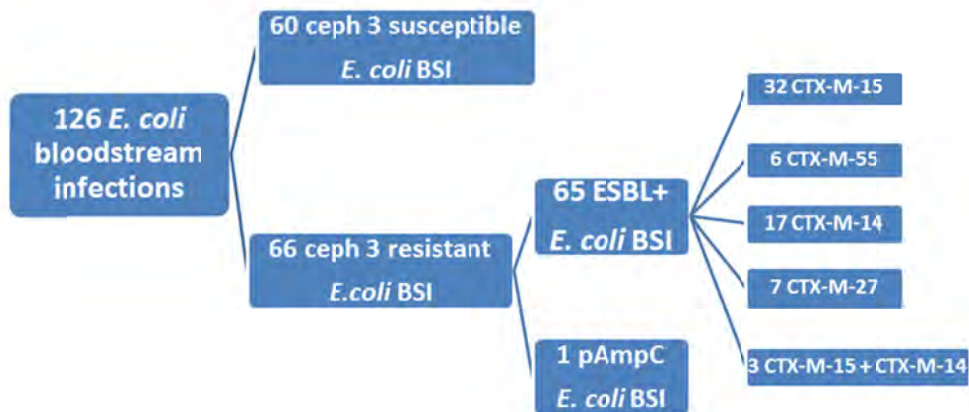 126 E. coli
bloodstream
infections
60 ceph 3 susceptible
E. coli BSI
66 ceph 3 resistant
E.coli BSI
65 ESBL+
E. coli BSI
1 pAmpC
E. coli BSI
32 CTX-M-15
6 CTX-M-55
17 CTX-M-14
7 CTX-M-27
3 CTX-M-15 + CTX-M-14